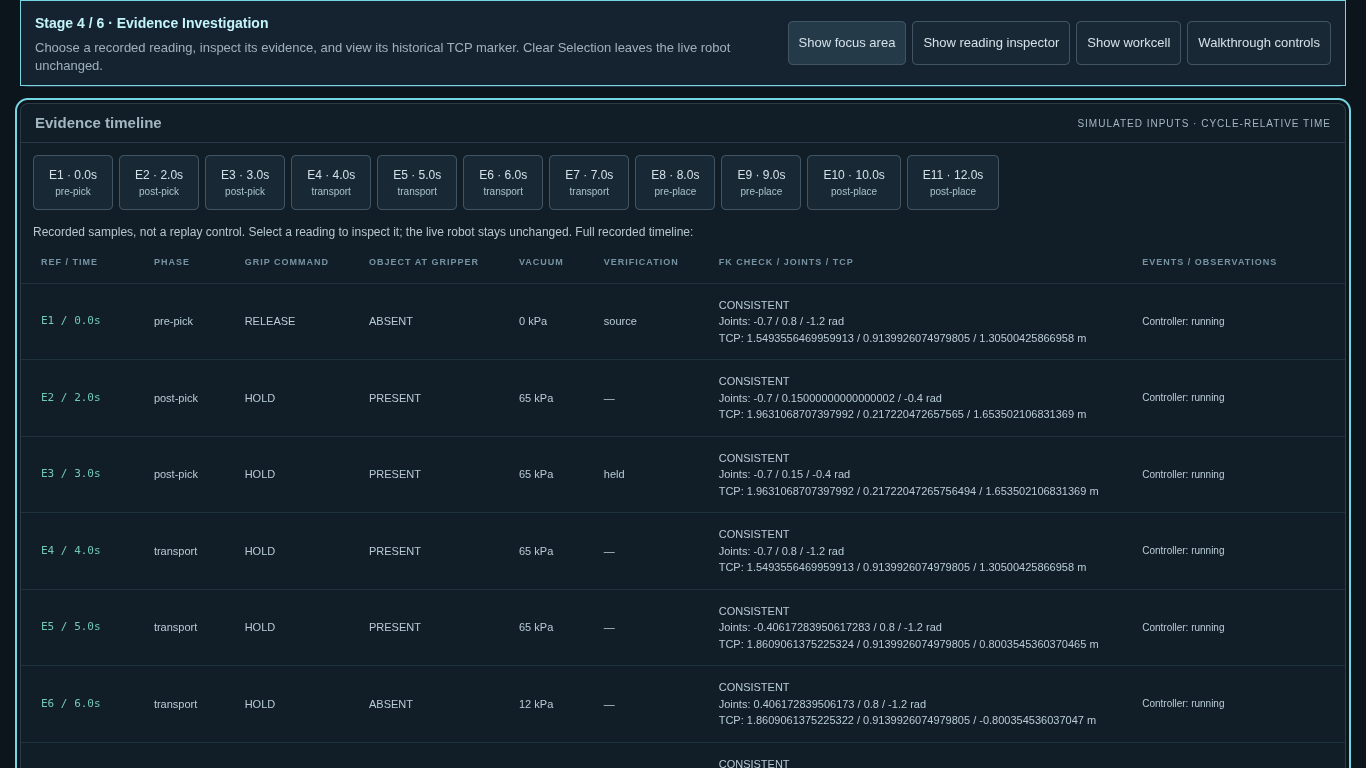 Stage 4 / 6 · Evidence Investigation
Choose a recorded reading, inspect its evidence, and view its historical TCP marker. Clear Selection leaves the live robot
unchanged.
Show focus area
Show reading inspector
Show workcell
Walkthrough controls
Evidence timeline
SIMULATED INPUTS · CYCLE-RELATIVE TIME
E1 · 0.0s
pre-pick
E2 · 2.0s
post-pick
E3 · 3.0s
post-pick
E4 · 4.0s
transport
E5 · 5.0s
transport
E6 · 6.0s
transport
E7 · 7.0s
transport
E8 · 8.0s
pre-place
E9 · 9.0s
pre-place
E10 · 10.0s
post-place
E11 · 12.0s
post-place
Recorded samples, not a replay control. Select a reading to inspect it; the live robot stays unchanged. Full recorded timeline:
REF / TIME PHASE GRIP COMMAND OBJECT AT GRIPPER VACUUM VERIFICATION FK CHECK / JOINTS / TCP EVENTS / OBSERVATIONS
E1 / 0.0s pre-pick RELEASE ABSENT 0 kPa source
CONSISTENT
Joints: -0.7 / 0.8 / -1.2 rad
TCP: 1.5493556469959913 / 0.9139926074979805 / 1.30500425866958 m
Controller: running
E2 / 2.0s post-pick HOLD PRESENT 65 kPa —
CONSISTENT
Joints: -0.7 / 0.15000000000000002 / -0.4 rad
TCP: 1.9631068707397992 / 0.217220472657565 / 1.653502106831369 m
Controller: running
E3 / 3.0s post-pick HOLD PRESENT 65 kPa held
CONSISTENT
Joints: -0.7 / 0.15 / -0.4 rad
TCP: 1.9631068707397992 / 0.21722047265756494 / 1.653502106831369 m
Controller: running
E4 / 4.0s transport HOLD PRESENT 65 kPa —
CONSISTENT
Joints: -0.7 / 0.8 / -1.2 rad
TCP: 1.5493556469959913 / 0.9139926074979805 / 1.30500425866958 m
Controller: running
E5 / 5.0s transport HOLD PRESENT 65 kPa —
CONSISTENT
Joints: -0.40617283950617283 / 0.8 / -1.2 rad
TCP: 1.8609061375225324 / 0.9139926074979805 / 0.8003545360370465 m
Controller: running
E6 / 6.0s transport HOLD ABSENT 12 kPa —
CONSISTENT
Joints: 0.406172839506173 / 0.8 / -1.2 rad
TCP: 1.8609061375225322 / 0.9139926074979805 / -0.800354536037047 m
Controller: running
CONSISTENT